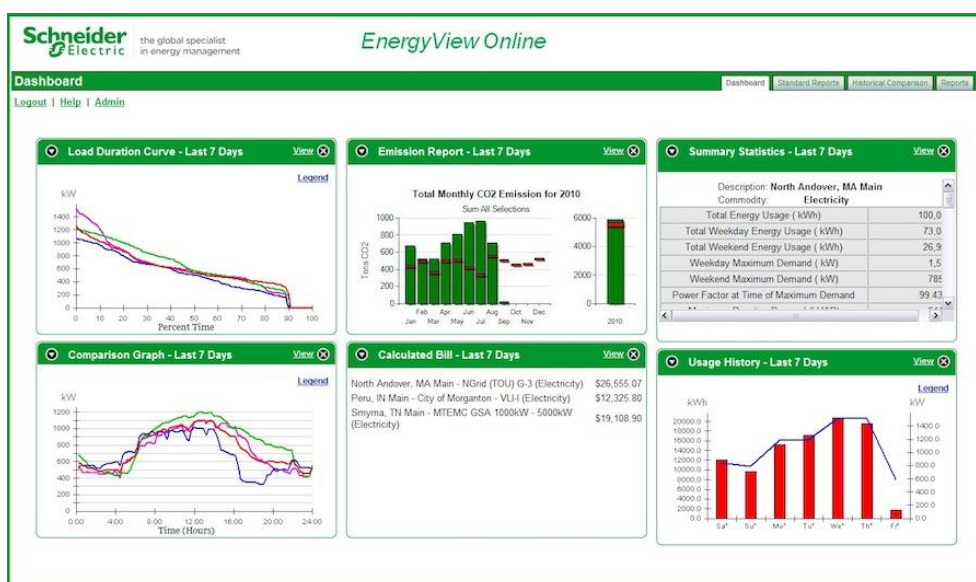 Schneider
Electric
the global specialist
in energy management
EnergyView Online
Dashboard
Dashboard Standard Reports Historical Comparison Reports
Logout | Help | Admin
Load Duration Curve - Last 7 Days View
Legend
kW
1400
1200
1000
800
600
400
200
0
0 10 20 30 40 50 60 70 80 90 100
Percent Time
Emission Report - Last 7 Days View
Total Monthly CO2 Emission for 2010
Sum All Selections
Tons CO2
1000
800
600
400
200
0
Feb Apr Jun Aug Oct Dec
Jan Mar May Jul Sep Nov
6000
4000
2000
0
2010
Summary Statistics - Last 7 Days View
Description: North Andover, MA Main
Commodity: Electricity
Total Energy Usage ( kWh) 100,0
Total Weekday Energy Usage ( kWh) 73,0
Total Weekend Energy Usage ( kWh) 26,9
Weekday Maximum Demand ( kW) 1,5
Weekend Maximum Demand ( kW) 785
Power Factor at Time of Maximum Demand 99.43
Comparison Graph - Last 7 Days View
Legend
kW
1200
1000
800
600
400
200
0
0:00 4:00 8:00 12:00 16:00 20:00 24:00
Time (Hours)
Calculated Bill - Last 7 Days View
North Andover, MA Main - NGrid (TOU) G-3 (Electricity) $26,555.07
Peru, IN Main - City of Morganton - VLI-I (Electricity) $12,325.80
Smyrna, TN Main - MTEMC GSA 1000kW - 5000kW
(Electricity) $19,108.90
Usage History - Last 7 Days View
Legend
kWh kW
20000.0
18000.0
16000.0
14000.0
12000.0
10000.0
8000.0
6000.0
4000.0
2000.0
0.0
1400.0
1200.0
1000.0
800.0
600.0
400.0
200.0
0.0
Sa* Su* Mo* Tu* We* Th* Fr*